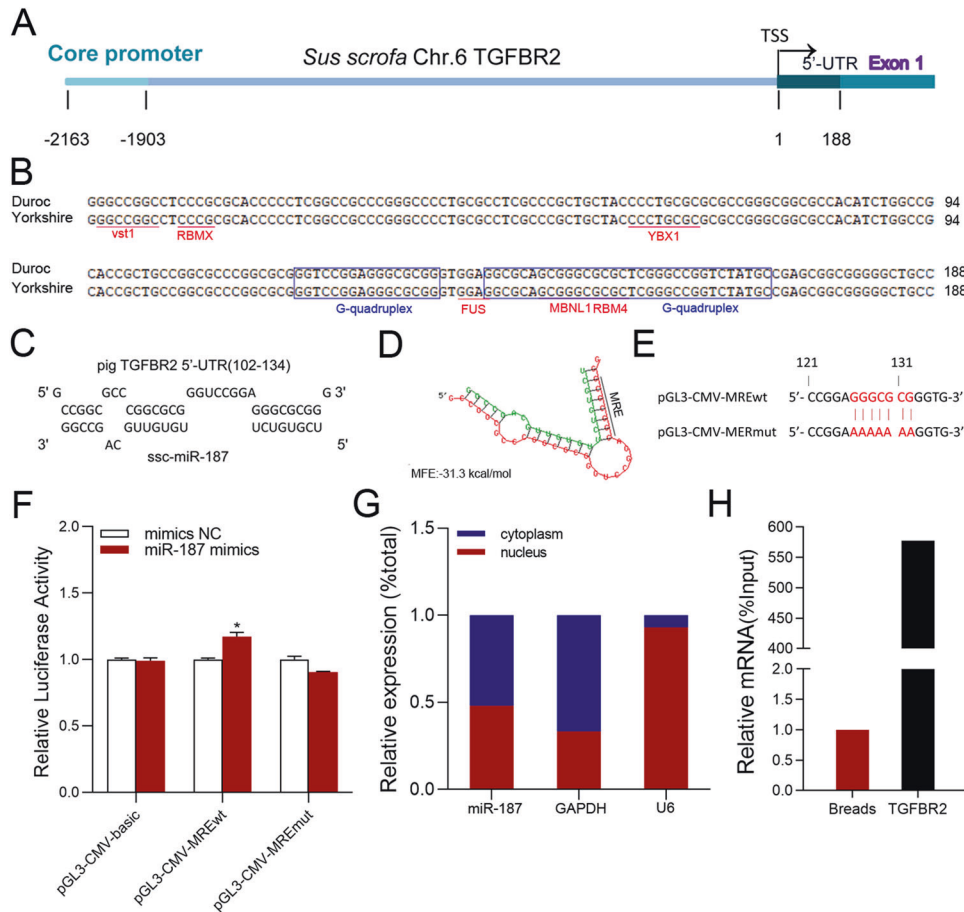 A
Core promoter
Sus scrofa Chr.6 TGFBR2
TSS
5'-UTR
Exon 1
-2163
-1903
1
188
B
Duroc GGGCCGGCCTCCCGCGCACCCCCTCGGCCGCCCGGGCCCCTGCGCCTCGCCCGCTGCTACCCCTGCGCGCGCCGGGCGGCGCCACATCTGGCCG 94
Yorkshire GGGCCGGCCTCCCGCGCACCCCCTCGGCCGCCCGGGCCCCTGCGCCTCGCCCGCTGCTACCCCTGCGCGCGCCGGGCGGCGCCACATCTGGCCG 94
vst1 RBMX YBX1
Duroc CACCGCTGCCGGCGCCCGGCGCGGGTCCGGAGGGCGCGGGTGGAGGCGCAGCGGGCGCGCTCGGGCCGGTCTATGCCGAGCGGCGGGGGCTGCC 188
Yorkshire CACCGCTGCCGGCGCCCGGCGCGGGTCCGGAGGGCGCGGGTGGAGGCGCAGCGGGCGCGCTCGGGCCGGTCTATGCCGAGCGGCGGGGGCTGCC 188
G-quadruplex FUS MBNL1 RBM4 G-quadruplex
C
pig TGFBR2 5'-UTR(102-134)
5' G GCC GGUCCGGA G 3'
CCGGC CGGCGCG GGGCGCGG
GGCCG GUUGUGU UCUGUGCU
3' AC 5'
ssc-miR-187
D
5'
MRE
MFE:-31.3 kcal/mol
E
121 131
pGL3-CMV-MREwt 5'- CCGGAGGGCG CGGGTG-3'
pGL3-CMV-MERmut 5'- CCGGAAAAAA AAGGTG-3'
F
mimics NC
miR-187 mimics
Relative Luciferase Activity
2.0
1.5
1.0
0.5
0.0
*
pGL3-CMV-basic
pGL3-CMV-MREwt
pGL3-CMV-MREmut
G
cytoplasm
nucleus
Relative expression (%total)
1.5
1.0
0.5
0.0
miR-187
GAPDH
U6
H
Relative mRNA(%Input)
600
550
500
450
400
2.0
1.5
1.0
0.5
0.0
Breads
TGFBR2